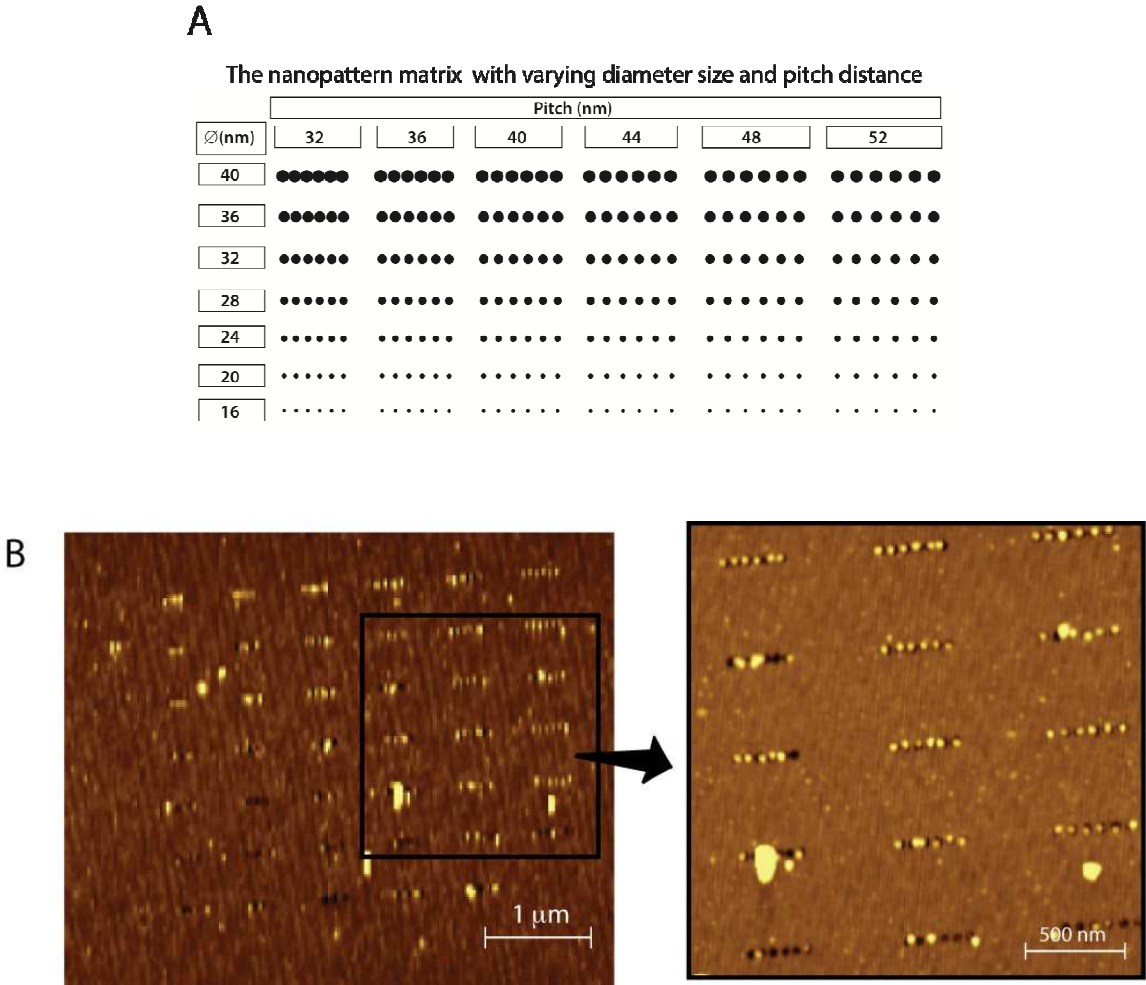 A
The nanopattern matrix with varying diameter size and pitch distance
Pitch (nm)
∅(nm) 32 36 40 44 48 52
40
36
32
28
24
20
16
B
1 μm
500 nm